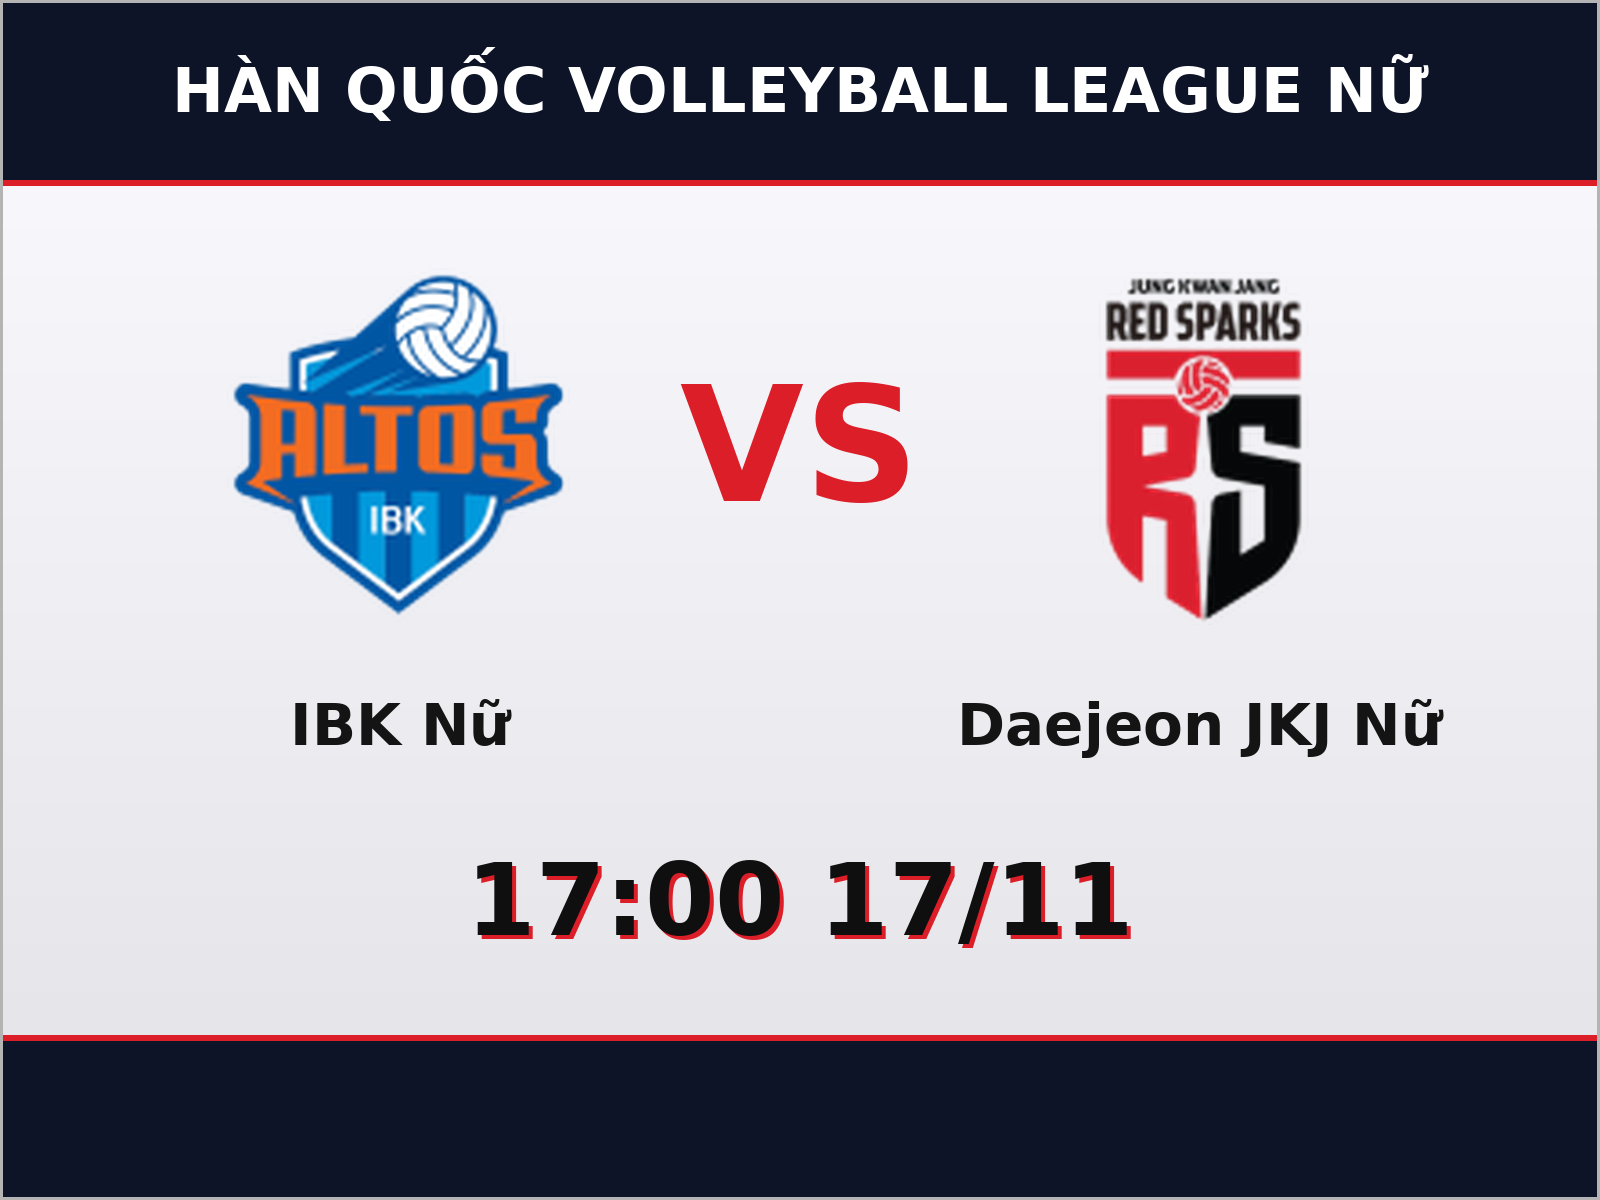 HÀN QUỐC VOLLEYBALL LEAGUE NỮ
JUNG KWAN JANG
RED SPARKS
ALTOS
VS
RS
IBK
IBK Nữ
Daejeon JKJ Nữ
17:00 17/11